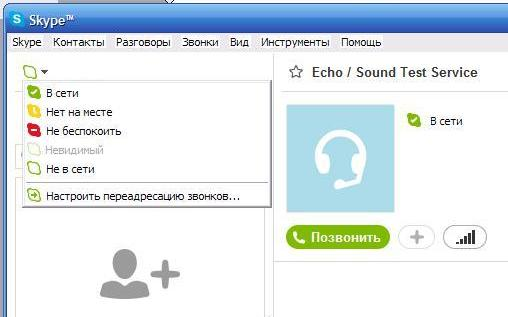 Skype™
Skype Контакты Разговоры Звонки Вид Инструменты Помощь
В сети
Нет на месте
Не беспокоить
Невидимый
Не в сети
Настроить переадресацию звонков...
Echo / Sound Test Service
В сети
Позвонить